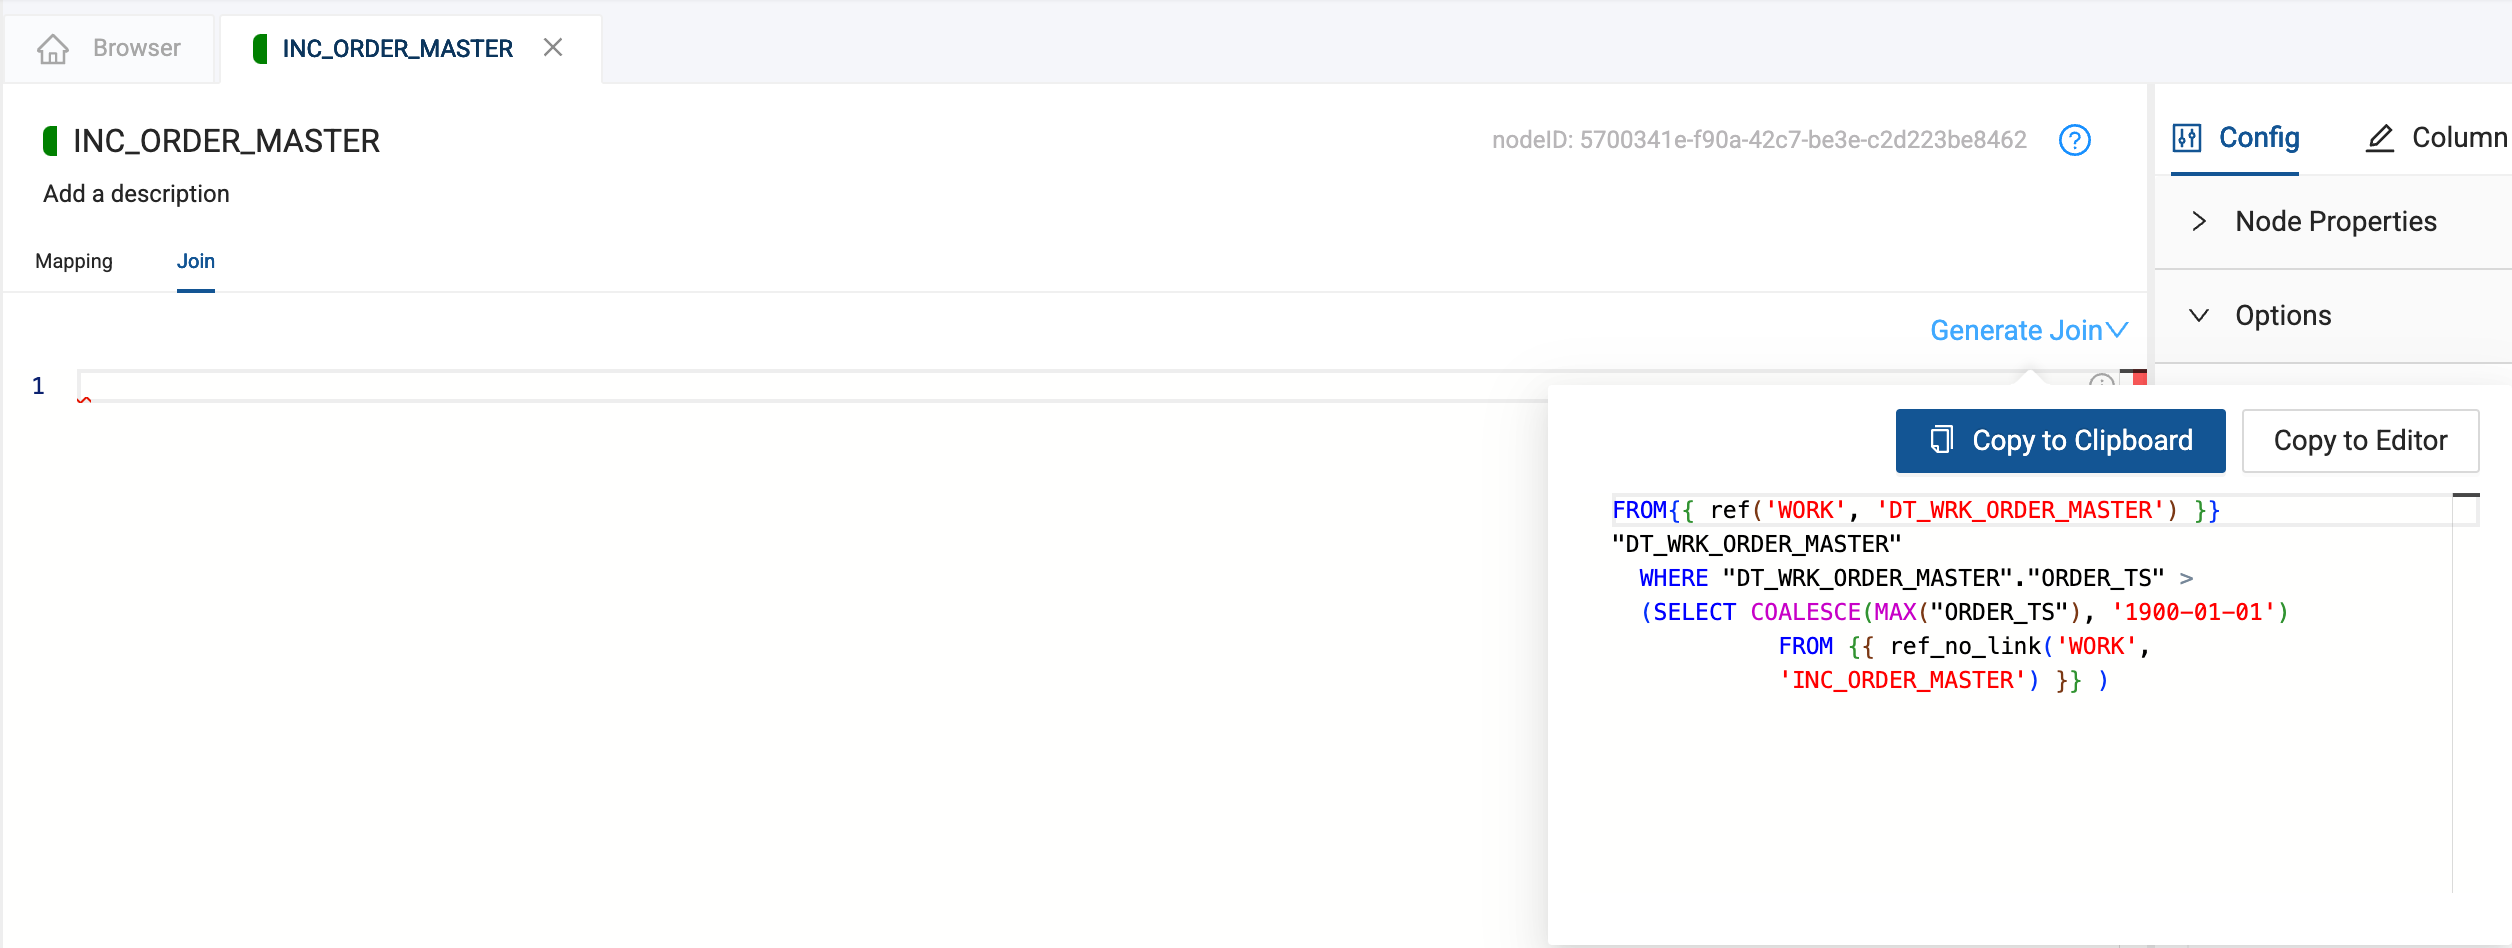 Browser
INC_ORDER_MASTER
INC_ORDER_MASTER
nodeID: 5700341e-f90a-42c7-be3e-c2d223be8462
Config
Column
Add a description
Node Properties
Mapping
Join
Options
Generate Join
1
Copy to Clipboard
Copy to Editor
FROM{{ ref('WORK', 'DT_WRK_ORDER_MASTER') }}
"DT_WRK_ORDER_MASTER"
WHERE "DT_WRK_ORDER_MASTER"."ORDER_TS" >
(SELECT COALESCE(MAX("ORDER_TS"), '1900-01-01')
FROM {{ ref_no_link('WORK',
'INC_ORDER_MASTER') }} )